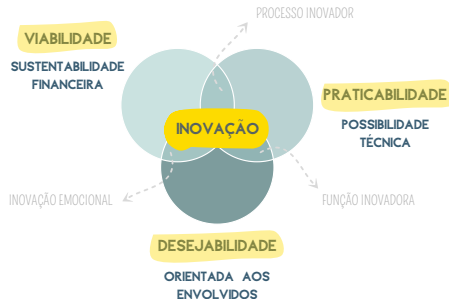 PROCESSO INOVADOR
VIABILIDADE
SUSTENTABILIDADE
FINANCEIRA
PRATICABILIDADE
POSSIBILIDADE
TÉCNICA
INOVAÇÃO
INOVAÇÃO EMOCIONAL
FUNÇÃO INOVADORA
DESEJABILIDADE
ORIENTADA AOS
ENVOLVIDOS